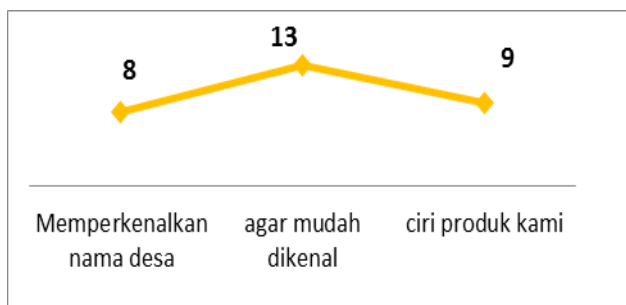 8
13
9
Memperkenalkan
nama desa
agar mudah
dikenal
ciri produk kami